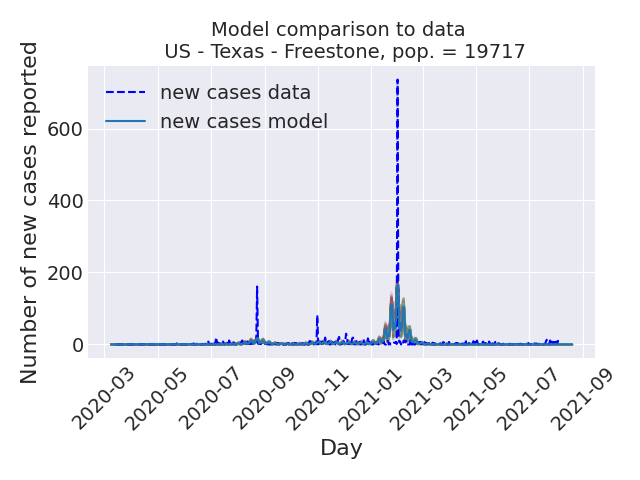 Model comparison to data
US - Texas - Freestone, pop. = 19717
Number of new cases reported
600
400
200
0
new cases data
new cases model
2020-03
2020-05
2020-07
2020-09
2020-11
2021-01
2021-03
2021-05
2021-07
2021-09
Day